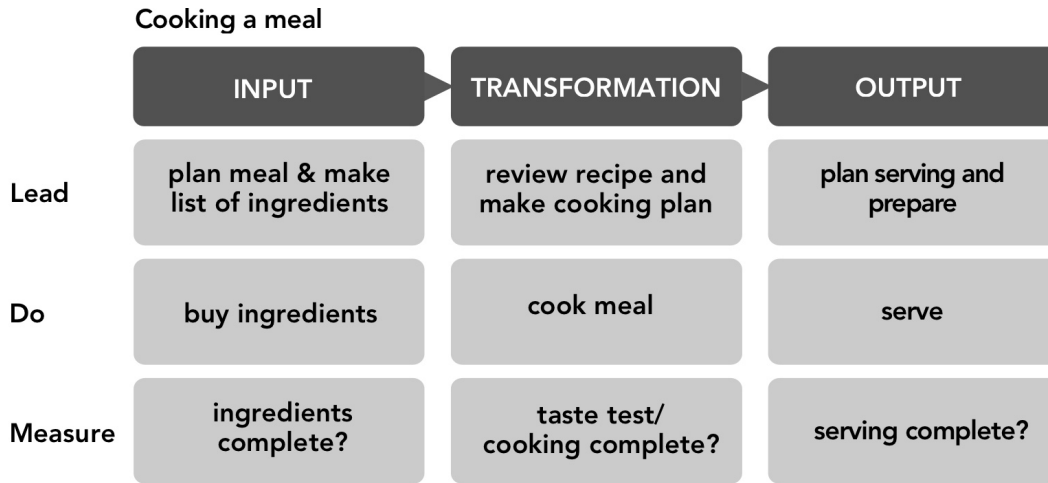 Cooking a meal
INPUT
TRANSFORMATION
OUTPUT
Lead
plan meal & make
list of ingredients
review recipe and
make cooking plan
plan serving and
prepare
Do
buy ingredients
cook meal
serve
Measure
ingredients
complete?
taste test/
cooking complete?
serving complete?